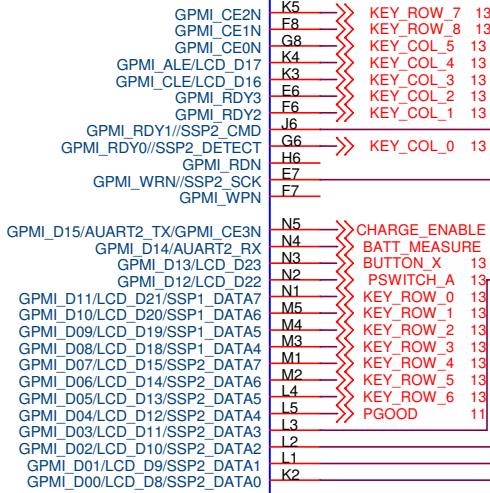 GPMI_CE2N K5 KEY_ROW_7 13
GPMI_CE1N F8 KEY_ROW_8 13
GPMI_CE0N G8 KEY_COL_5 13
GPMI_ALE/LCD_D17 K4 KEY_COL_4 13
GPMI_CLE/LCD_D16 K3 KEY_COL_3 13
GPMI_RDY3 E6 KEY_COL_2 13
GPMI_RDY2 F6 KEY_COL_1 13
GPMI_RDY1//SSP2_CMD J6
GPMI_RDY0//SSP2_DETECT G6 KEY_COL_0 13
GPMI_RDN H6
GPMI_WRN//SSP2_SCK E7
GPMI_WPN F7
GPMI_D15/AUART2_TX/GPMI_CE3N N5 CHARGE_ENABLE
GPMI_D14/AUART2_RX N4 BATT_MEASURE
GPMI_D13/LCD_D23 N3 BUTTON_X 13
GPMI_D12/LCD_D22 N2 PSWITCH_A 13
GPMI_D11/LCD_D21/SSP1_DATA7 N1 KEY_ROW_0 13
GPMI_D10/LCD_D20/SSP1_DATA6 M5 KEY_ROW_1 13
GPMI_D09/LCD_D19/SSP1_DATA5 M4 KEY_ROW_2 13
GPMI_D08/LCD_D18/SSP1_DATA4 M3 KEY_ROW_3 13
GPMI_D07/LCD_D15/SSP2_DATA7 M1 KEY_ROW_4 13
GPMI_D06/LCD_D14/SSP2_DATA6 M2 KEY_ROW_5 13
GPMI_D05/LCD_D13/SSP2_DATA5 L4 KEY_ROW_6 13
GPMI_D04/LCD_D12/SSP2_DATA4 L5 PGOOD 11
GPMI_D03/LCD_D11/SSP2_DATA3 L3
GPMI_D02/LCD_D10/SSP2_DATA2 L2
GPMI_D01/LCD_D9/SSP2_DATA1 L1
GPMI_D00/LCD_D8/SSP2_DATA0 K2